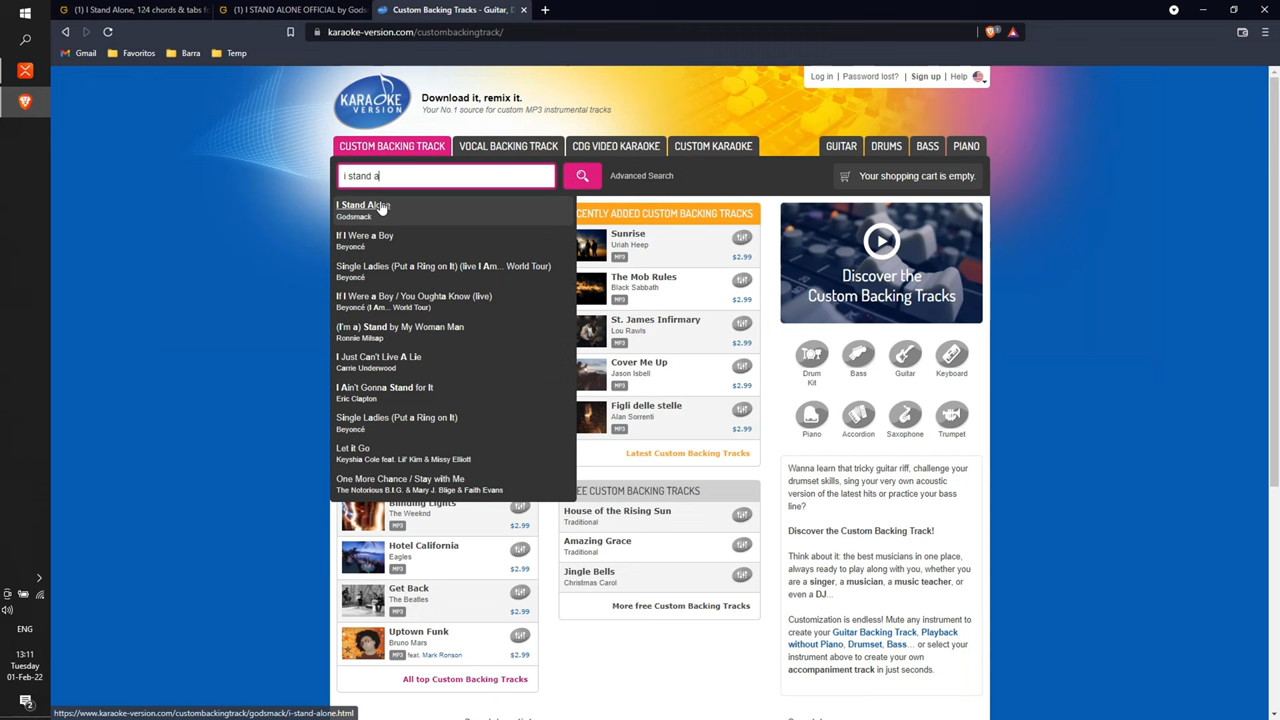 I Stand Alone, 124 chords & tabs f
I STAND ALONE OFFICIAL by Gods
Custom Backing Tracks - Guitar, D
karaoke-version.com/custombackingtrack/
Gmail
Favoritos
Barra
Temp
Log in | Password lost? | Sign up | Help
KARAOKE VERSION
Download it, remix it.
Your No.1 source for custom MP3 instrumental tracks
CUSTOM BACKING TRACK
VOCAL BACKING TRACK
CDG VIDEO KARAOKE
CUSTOM KARAOKE
GUITAR
DRUMS
BASS
PIANO
i stand a
Advanced Search
Your shopping cart is empty.
I Stand Alone
Godsmack
If I Were a Boy
Beyoncé
Single Ladies (Put a Ring on It) (live I Am... World Tour)
Beyoncé
If I Were a Boy / You Oughta Know (live)
Beyoncé (I Am... World Tour)
(I'm a) Stand by My Woman Man
Ronnie Milsap
I Just Can't Live A Lie
Carrie Underwood
I Ain't Gonna Stand for It
Eric Clapton
Single Ladies (Put a Ring on It)
Beyoncé
Let it Go
Keyshia Cole feat. Lil' Kim & Missy Elliott
One More Chance / Stay with Me
The Notorious B.I.G. & Mary J. Blige & Faith Evans
Blinding Lights
The Weeknd
MP3
$2.99
Hotel California
Eagles
MP3
$2.99
Get Back
The Beatles
MP3
$2.99
Uptown Funk
Bruno Mars
MP3 feat. Mark Ronson
$2.99
All top Custom Backing Tracks
CENTLY ADDED CUSTOM BACKING TRACKS
Sunrise
Uriah Heep
MP3
$2.99
The Mob Rules
Black Sabbath
MP3
$2.99
St. James Infirmary
Lou Rawls
MP3
$2.99
Cover Me Up
Jason Isbell
MP3
$2.99
Figli delle stelle
Alan Sorrenti
MP3
$2.99
Latest Custom Backing Tracks
EE CUSTOM BACKING TRACKS
House of the Rising Sun
Traditional
Amazing Grace
Traditional
Jingle Bells
Christmas Carol
More free Custom Backing Tracks
Discover the
Custom Backing Tracks
Drum Kit
Bass
Guitar
Keyboard
Piano
Accordion
Saxophone
Trumpet
Wanna learn that tricky guitar riff, challenge your
drumset skills, sing your very own acoustic
version of the latest hits or practice your bass
line?
Discover the Custom Backing Track!
Think about it: the best musicians in one place,
always ready to play along with you, whether you
are a singer, a musician, a music teacher, or
even a DJ...
Customization is endless! Mute any instrument to
create your Guitar Backing Track, Playback
without Piano, Drumset, Bass... or select your
instrument above to create your own
accompaniment track in just seconds.
ENG
13:11
Tuesday
01-Feb-22
https://www.karaoke-version.com/custombackingtrack/godsmack/i-stand-alone.html